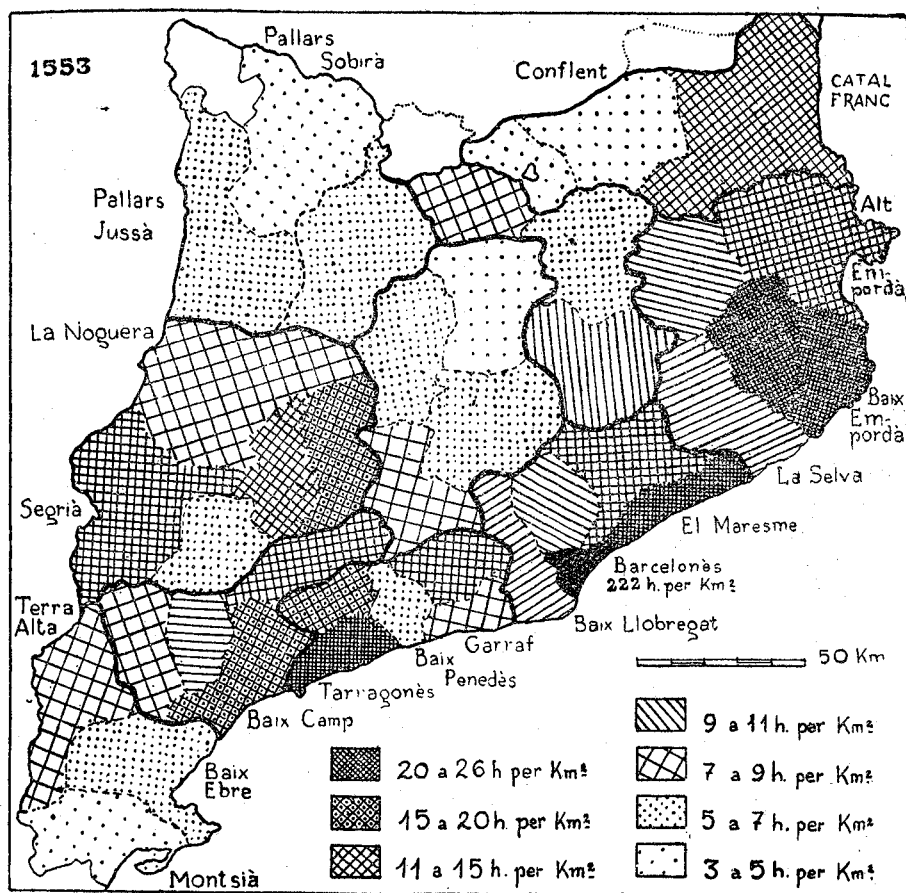 1553
Pallars
Sobirà
Conflent
CATAL
FRANC
Pallars
Jussà
Alt
Em-
pordà
La Noguera
Baix
Em-
pordà
La Selva
Segrià
El Maresme
Barcelonès
222 h. per Km²
Terra
Alta
Baix Llobregat
Garraf
Baix
Penedès
Tarragonès
Baix Camp
50 Km
Baix
Ebre
Montsià
20 a 26 h. per Km²
15 a 20 h. per Km²
11 a 15 h. per Km²
9 a 11 h. per Km²
7 a 9 h. per Km²
5 a 7 h. per Km²
3 a 5 h. per Km²